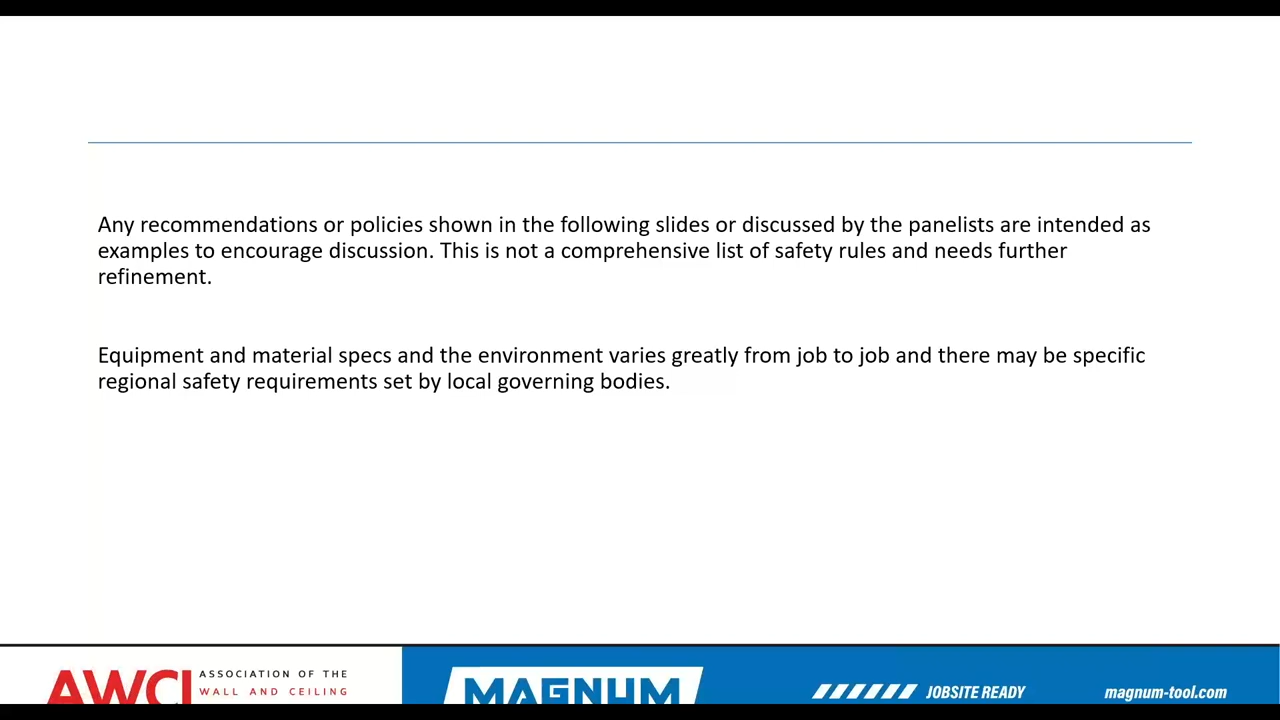 Any recommendations or policies shown in the following slides or discussed by the panelists are intended as
examples to encourage discussion. This is not a comprehensive list of safety rules and needs further
refinement.
Equipment and material specs and the environment varies greatly from job to job and there may be specific
regional safety requirements set by local governing bodies.
AWCI
ASSOCIATION OF THE
WALL AND CEILING
MAGNUM
JOBSITE READY
magnum-tool.com